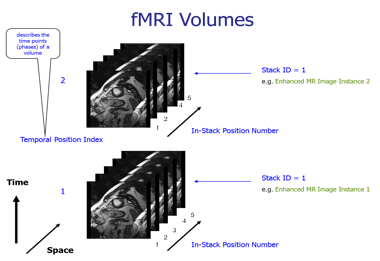 fMRI Volumes
describes the
time points
(phases) of a
volume
2
Stack ID = 1
e.g. Enhanced MR Image Instance 2
1
2
3
4
5
In-Stack Position Number
Temporal Position Index
Time
1
Stack ID = 1
e.g. Enhanced MR Image Instance 1
1
2
3
4
5
In-Stack Position Number
Space